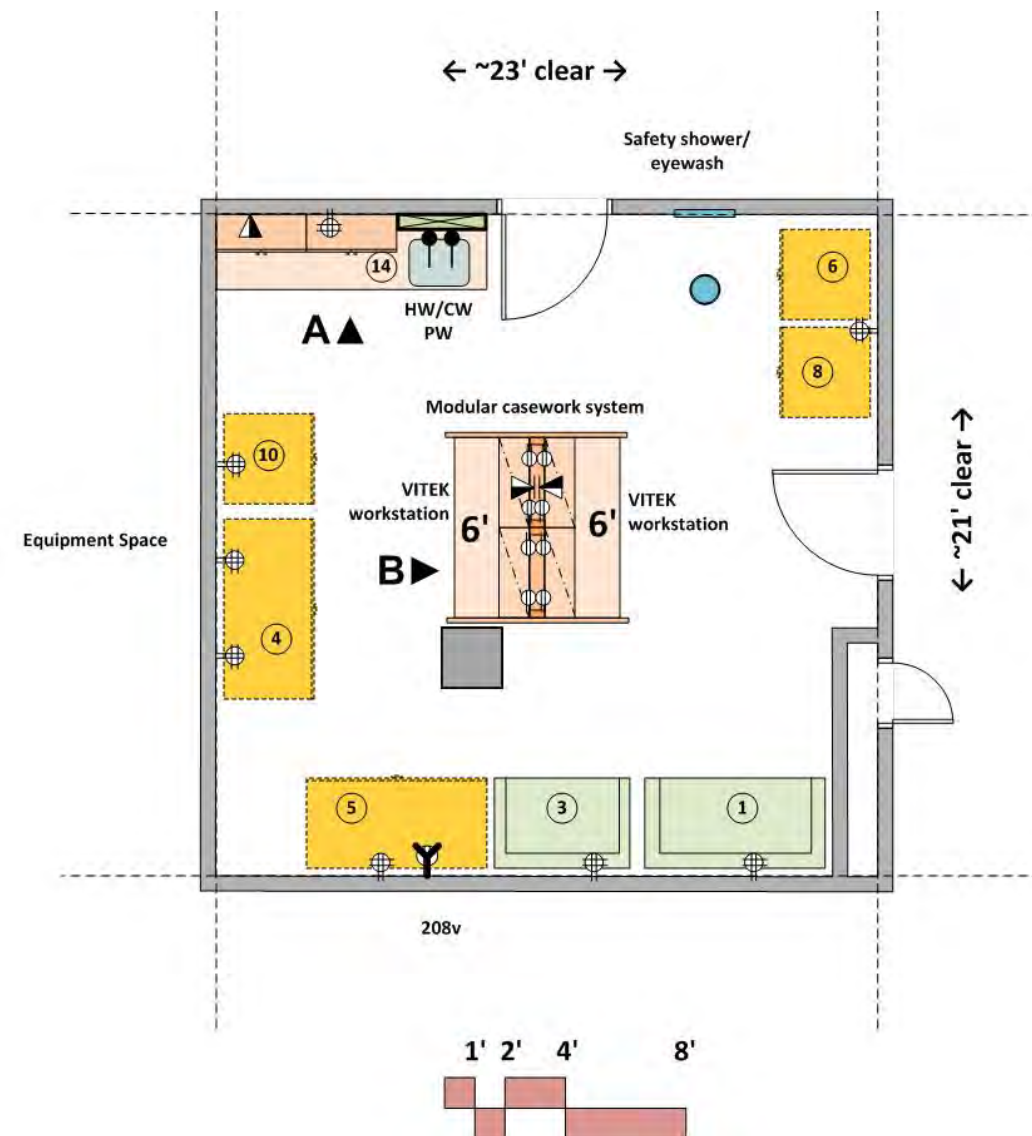 ← ~23' clear →
Safety shower/
eyewash
14
6
HW/CW
PW
A
8
← ~21' clear →
Modular casework system
10
VITEK
workstation
6'
6'
VITEK
workstation
Equipment Space
B
4
5
3
1
208v
1' 2' 4' 8'